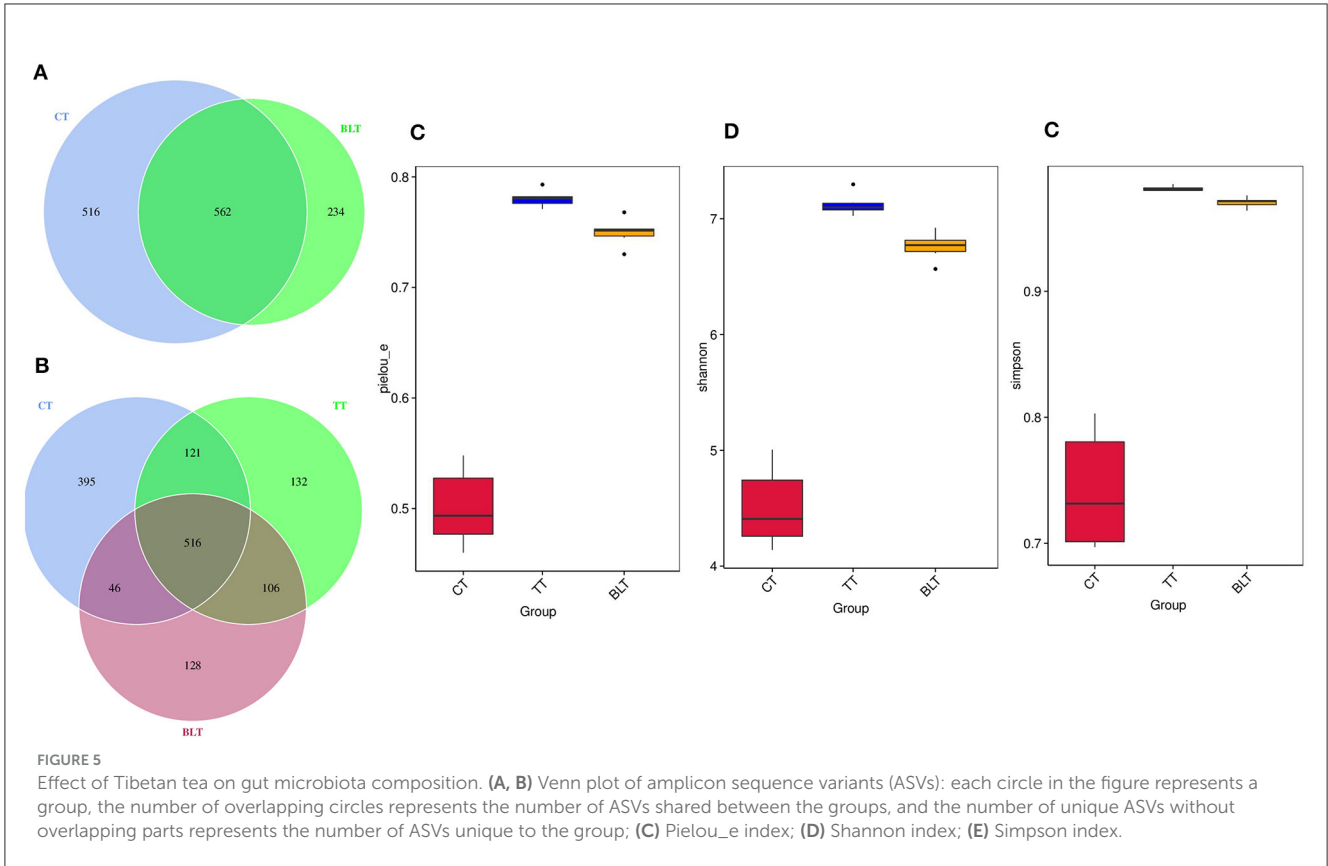 A
CT
BLT
516
562
234
B
CT
TT
395
121
132
516
46
106
128
BLT
C
0.8
0.7
0.6
0.5
pielou_e
CT
TT
BLT
Group
D
7
6
5
4
shannon
CT
TT
BLT
Group
C
0.9
0.8
0.7
simpson
CT
TT
BLT
Group
FIGURE 5
Effect of Tibetan tea on gut microbiota composition. (A, B) Venn plot of amplicon sequence variants (ASVs): each circle in the figure represents a
group, the number of overlapping circles represents the number of ASVs shared between the groups, and the number of unique ASVs without
overlapping parts represents the number of ASVs unique to the group; (C) Pielou_e index; (D) Shannon index; (E) Simpson index.